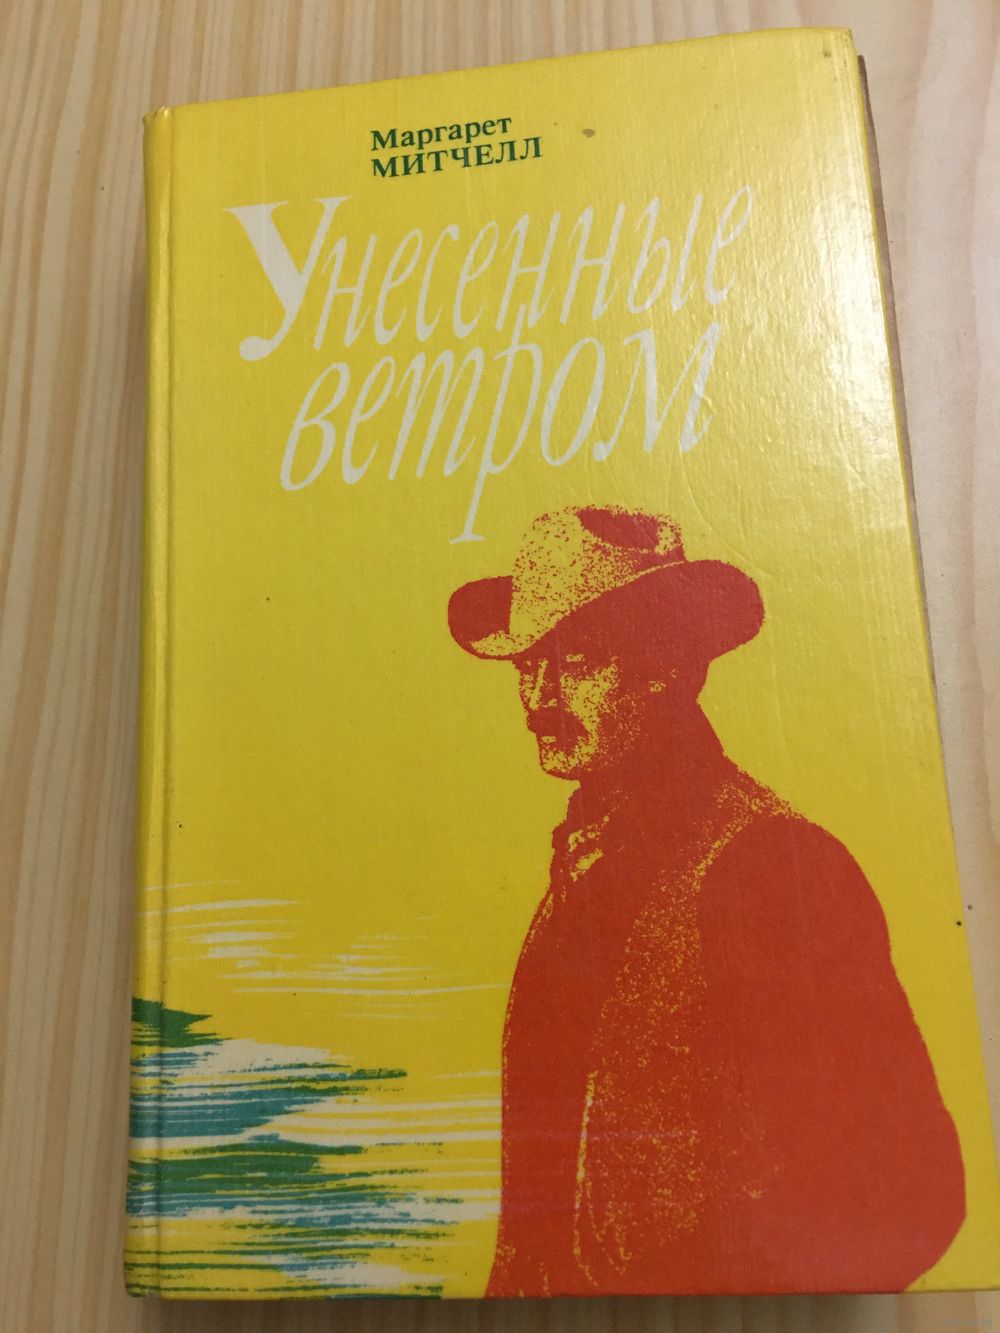 Маргарет
МИТЧЕЛЛ
Унесенные
ветром